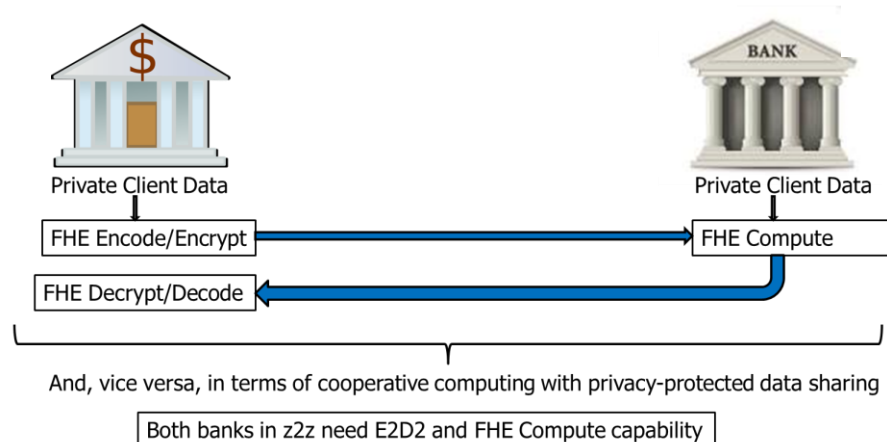 $
BANK
Private Client Data
Private Client Data
FHE Encode/Encrypt
FHE Compute
FHE Decrypt/Decode
And, vice versa, in terms of cooperative computing with privacy-protected data sharing
Both banks in z2z need E2D2 and FHE Compute capability